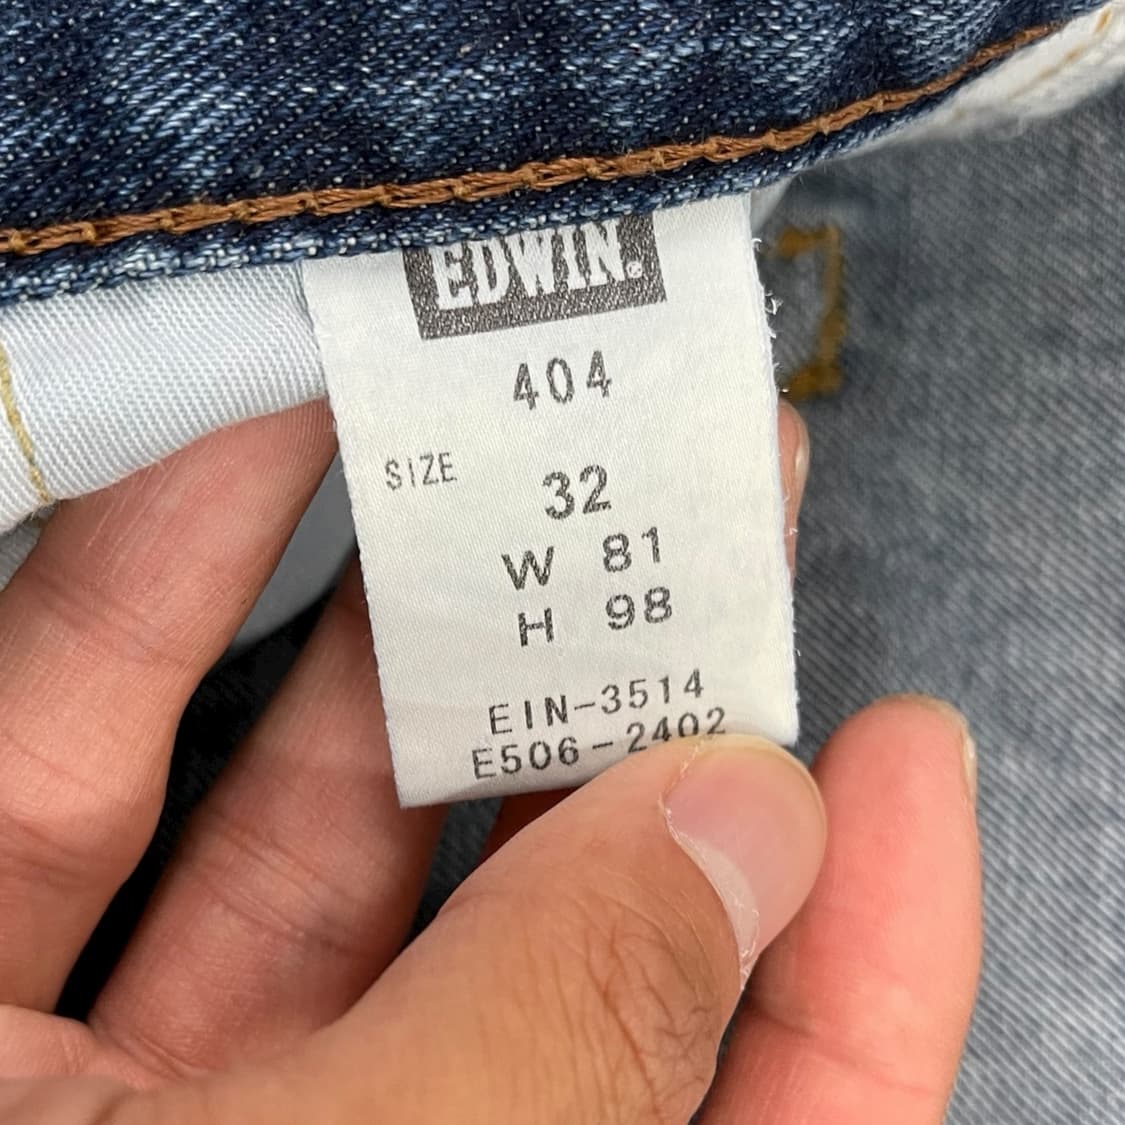 EDWIN.®
404
SIZE 32
W 81
H 98
EIN-3514
E506-2402